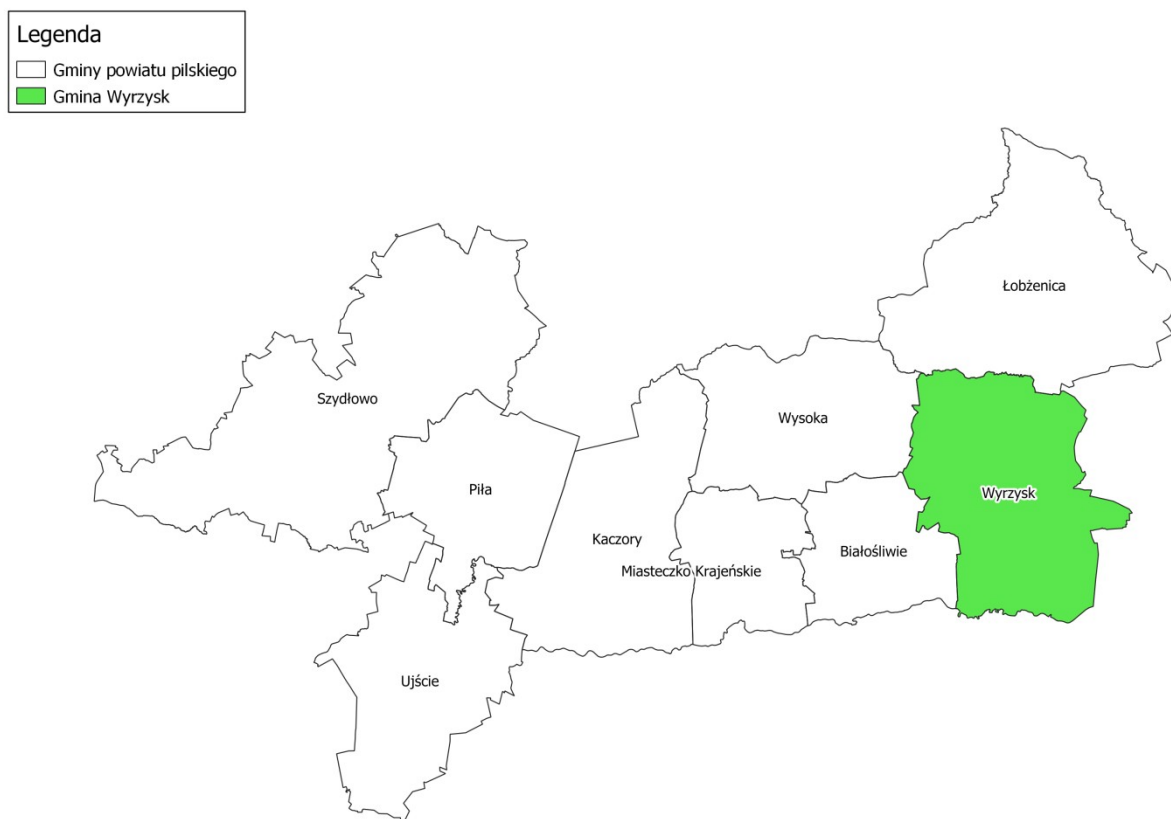 Legenda
Gminy powiatu pilskiego
Gmina Wyrzysk
Łobżenica
Szydłowo
Wysoka
Piła
Wyrzysk
Kaczory
Białośliwie
Miasteczko Krajeńskie
Ujście